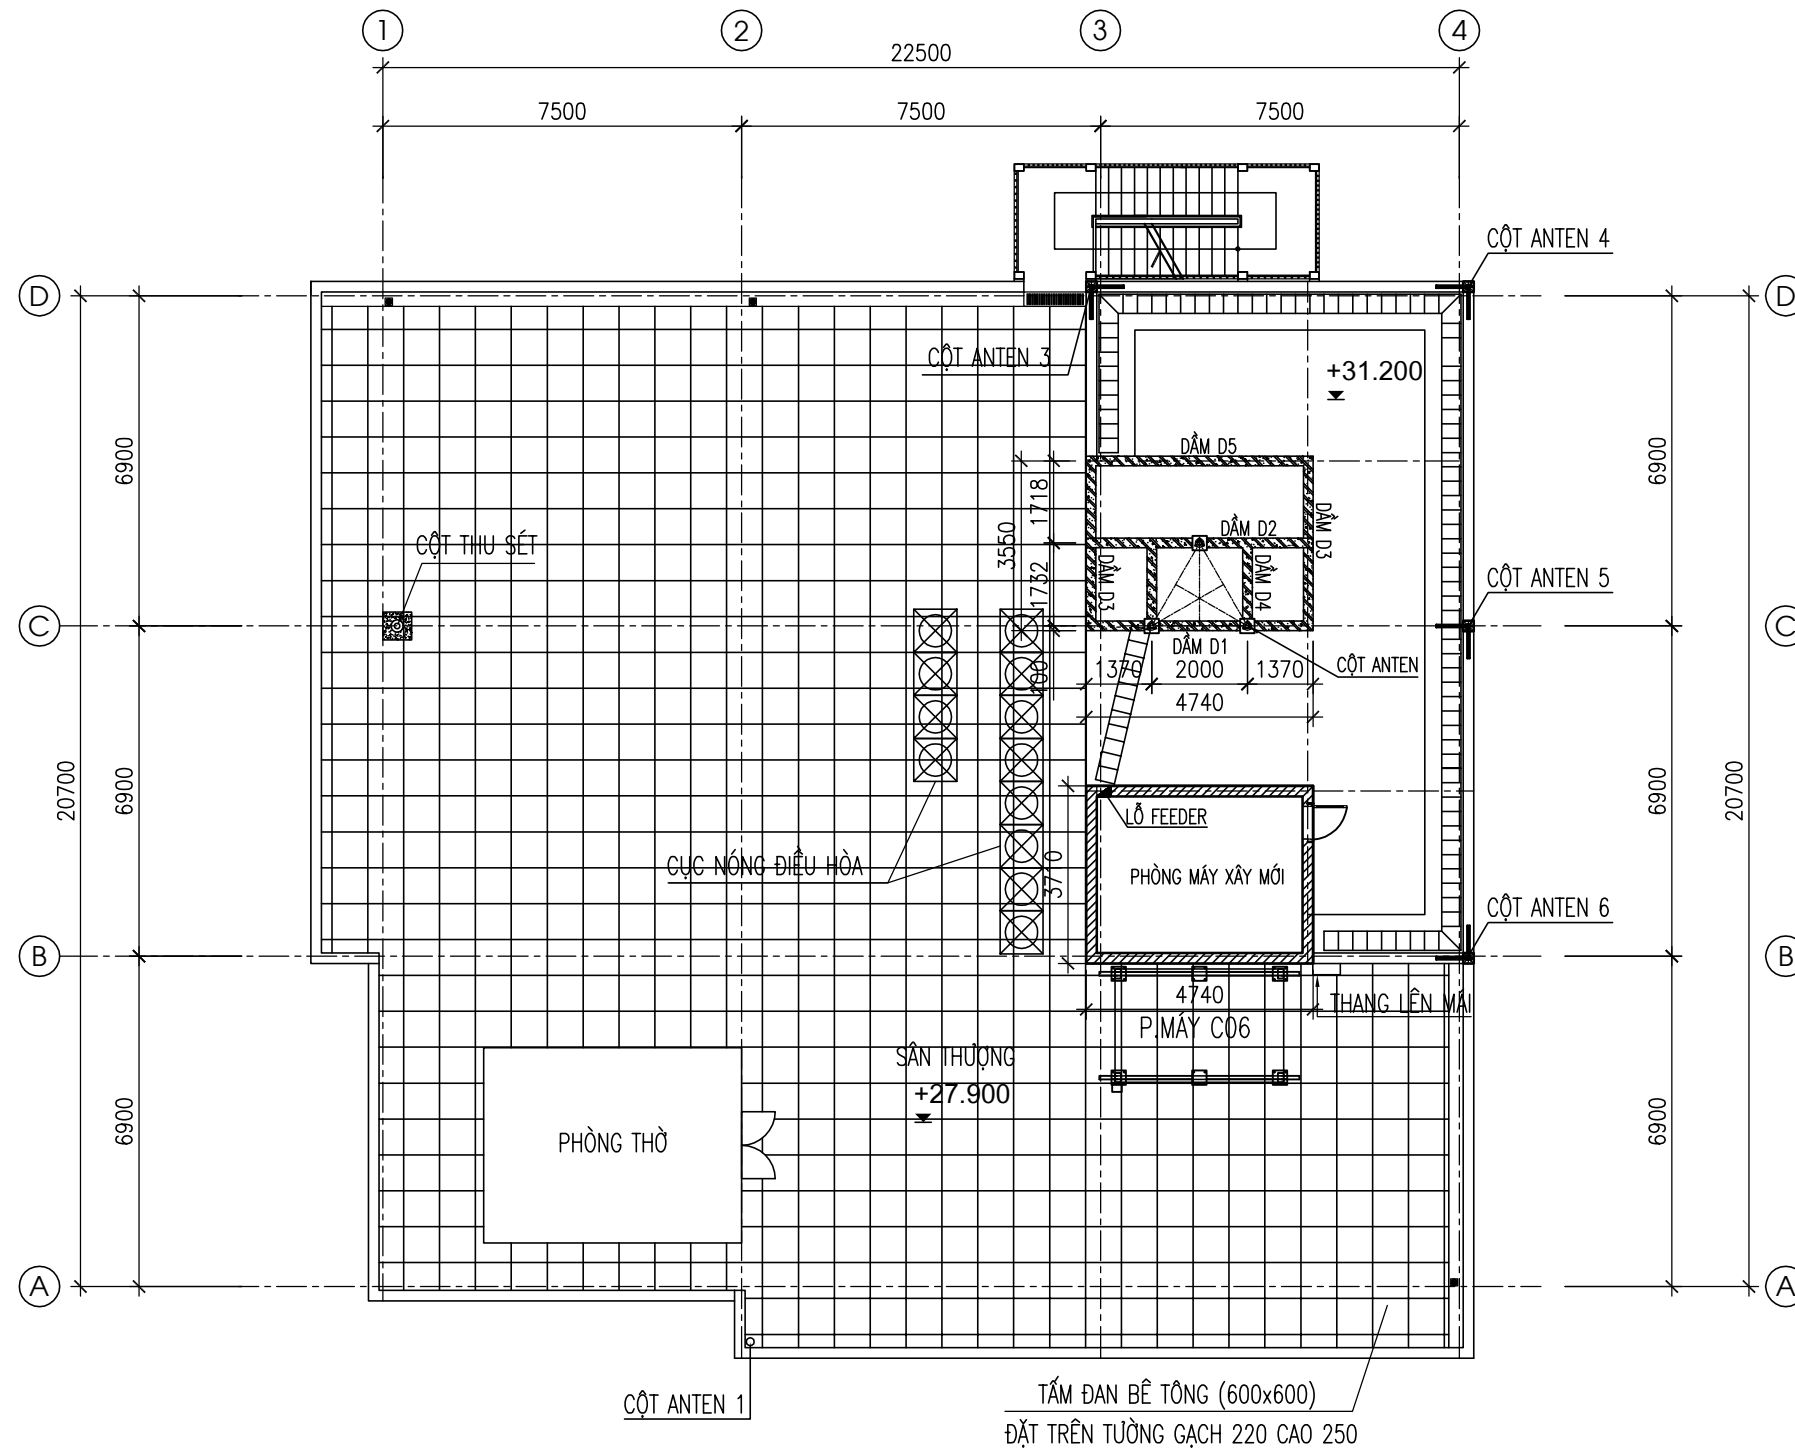 1
2
3
4
22500
7500
7500
7500
CỘT ANTEN 4
D
D
CỘT ANTEN 3
+31.200
DẦM D5
6900
6900
1718
DẦM D2
DẦM D3
CỘT THU SÉT
3550
CỘT ANTEN 5
1732
DẦM D3
DẦM D4
C
C
DẦM D1
CỘT ANTEN
100
1370
2000
1370
4740
20700
6900
6900
20700
LỖ FEEDER
CỤC NÓNG ĐIỀU HÒA
3710
PHÒNG MÁY XÂY MỚI
CỘT ANTEN 6
B
B
4740
THANG LÊN MÁI
P.MÁY C06
SÂN THƯỢNG
+27.900
6900
6900
PHÒNG THỜ
A
A
CỘT ANTEN 1
TẤM ĐAN BÊ TÔNG (600x600)
ĐẶT TRÊN TƯỜNG GẠCH 220 CAO 250